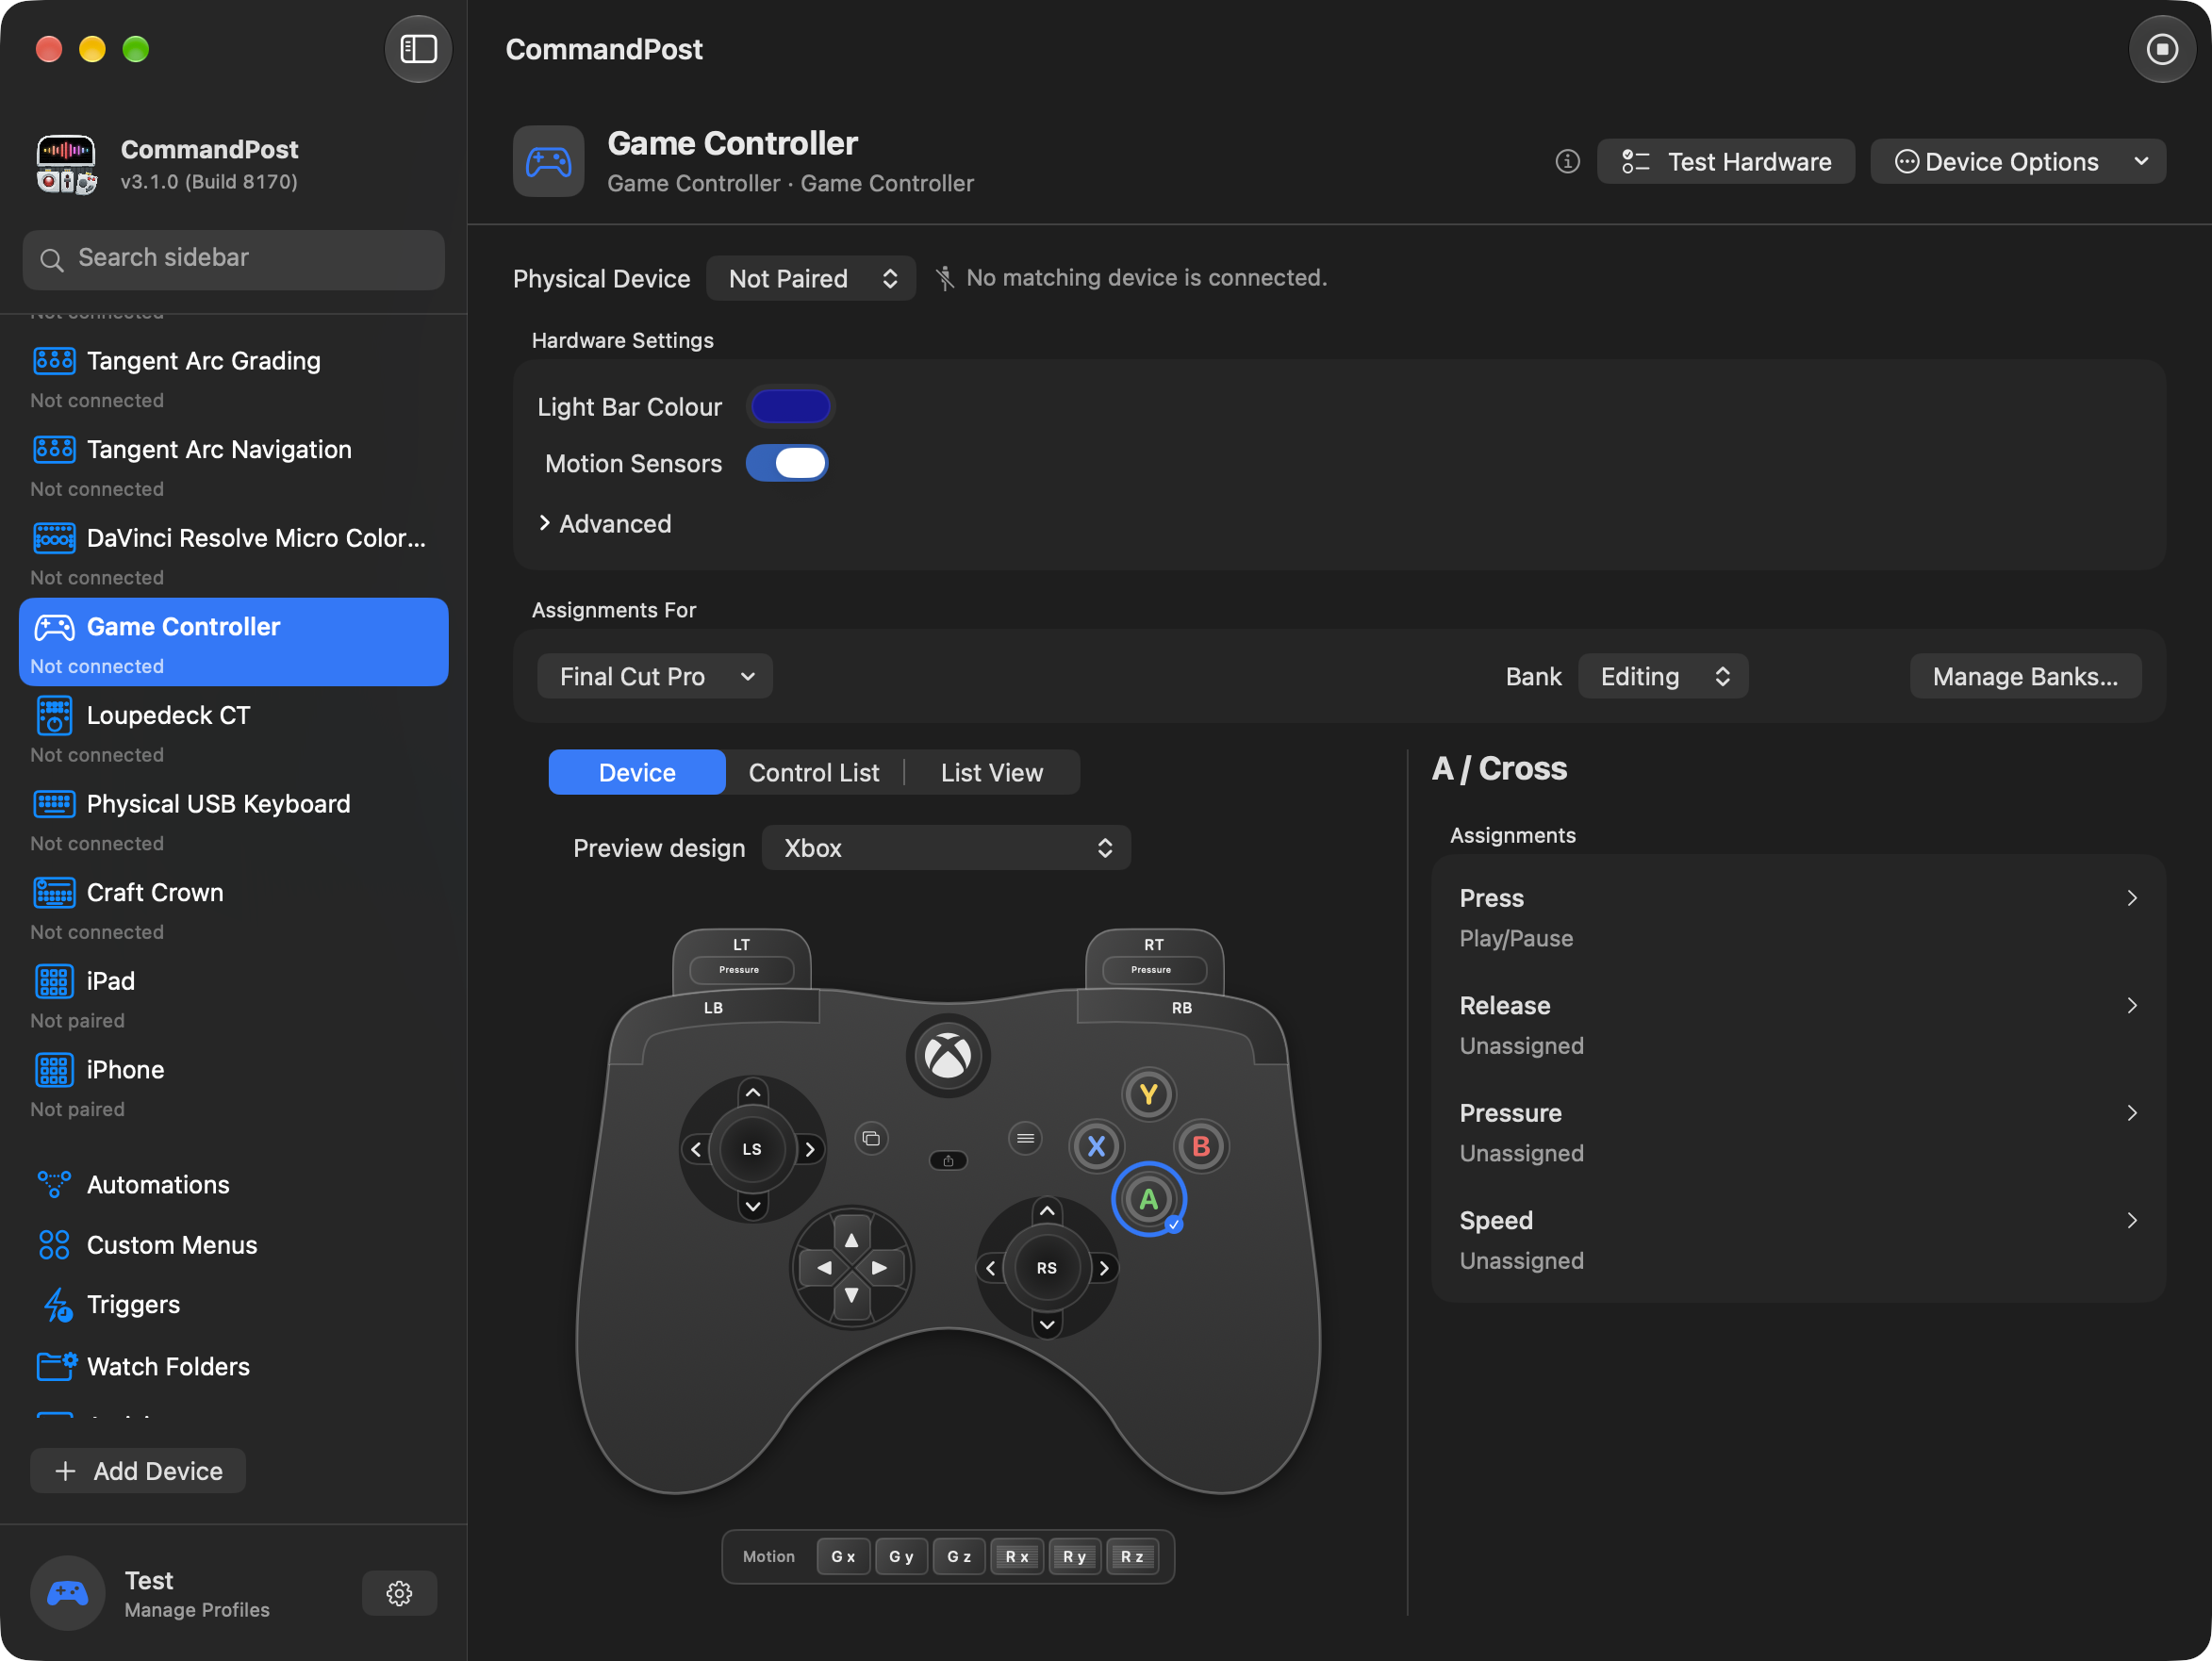 CommandPost
CommandPost
v3.1.0 (Build 8170)
Search sidebar
Tangent Arc Grading
Not connected
Tangent Arc Navigation
Not connected
DaVinci Resolve Micro Color...
Not connected
Game Controller
Not connected
Loupedeck CT
Not connected
Physical USB Keyboard
Not connected
Craft Crown
Not connected
iPad
Not paired
iPhone
Not paired
Automations
Custom Menus
Triggers
Watch Folders
Add Device
Test
Manage Profiles
Game Controller
Game Controller · Game Controller
Test Hardware
Device Options
Physical Device
Not Paired
No matching device is connected.
Hardware Settings
Light Bar Colour
Motion Sensors
Advanced
Assignments For
Final Cut Pro
Bank
Editing
Manage Banks...
Device
Control List
List View
Preview design
Xbox
LT
Pressure
RT
Pressure
LB
RB
Y
X
B
A
LS
RS
Motion
G x
G y
G z
R x
R y
R z
A / Cross
Assignments
Press
Play/Pause
Release
Unassigned
Pressure
Unassigned
Speed
Unassigned